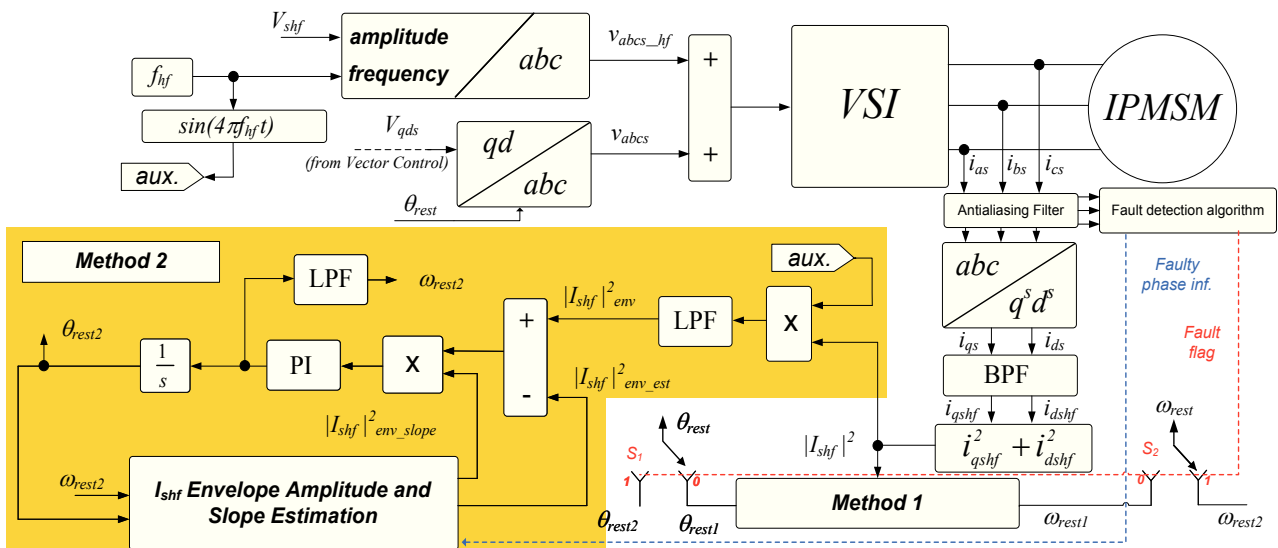 V_shf
amplitude
frequency
abc
v_abcs_hf
f_hf
sin(4πf_hf t)
aux.
V_qds
(from Vector Control)
θ_rest
qd
abc
v_abcs
+
+
VSI
IPMSM
i_as
i_bs
i_cs
Antialiasing Filter
Fault detection algorithm
abc
q^s d^s
Faulty
phase inf.
Fault
flag
i_qs
i_ds
BPF
i_qshf
i_dshf
i²_qshf + i²_dshf
|I_shf|²
Method 2
LPF
ω_rest2
θ_rest2
1
s
PI
X
+
-
|I_shf|²_env
LPF
X
aux.
|I_shf|²_env_est
|I_shf|²_env_slope
ω_rest2
I_shf Envelope Amplitude and
Slope Estimation
θ_rest
S_1
1
0
θ_rest2
θ_rest1
Method 1
ω_rest1
ω_rest
S_2
0
1
ω_rest2